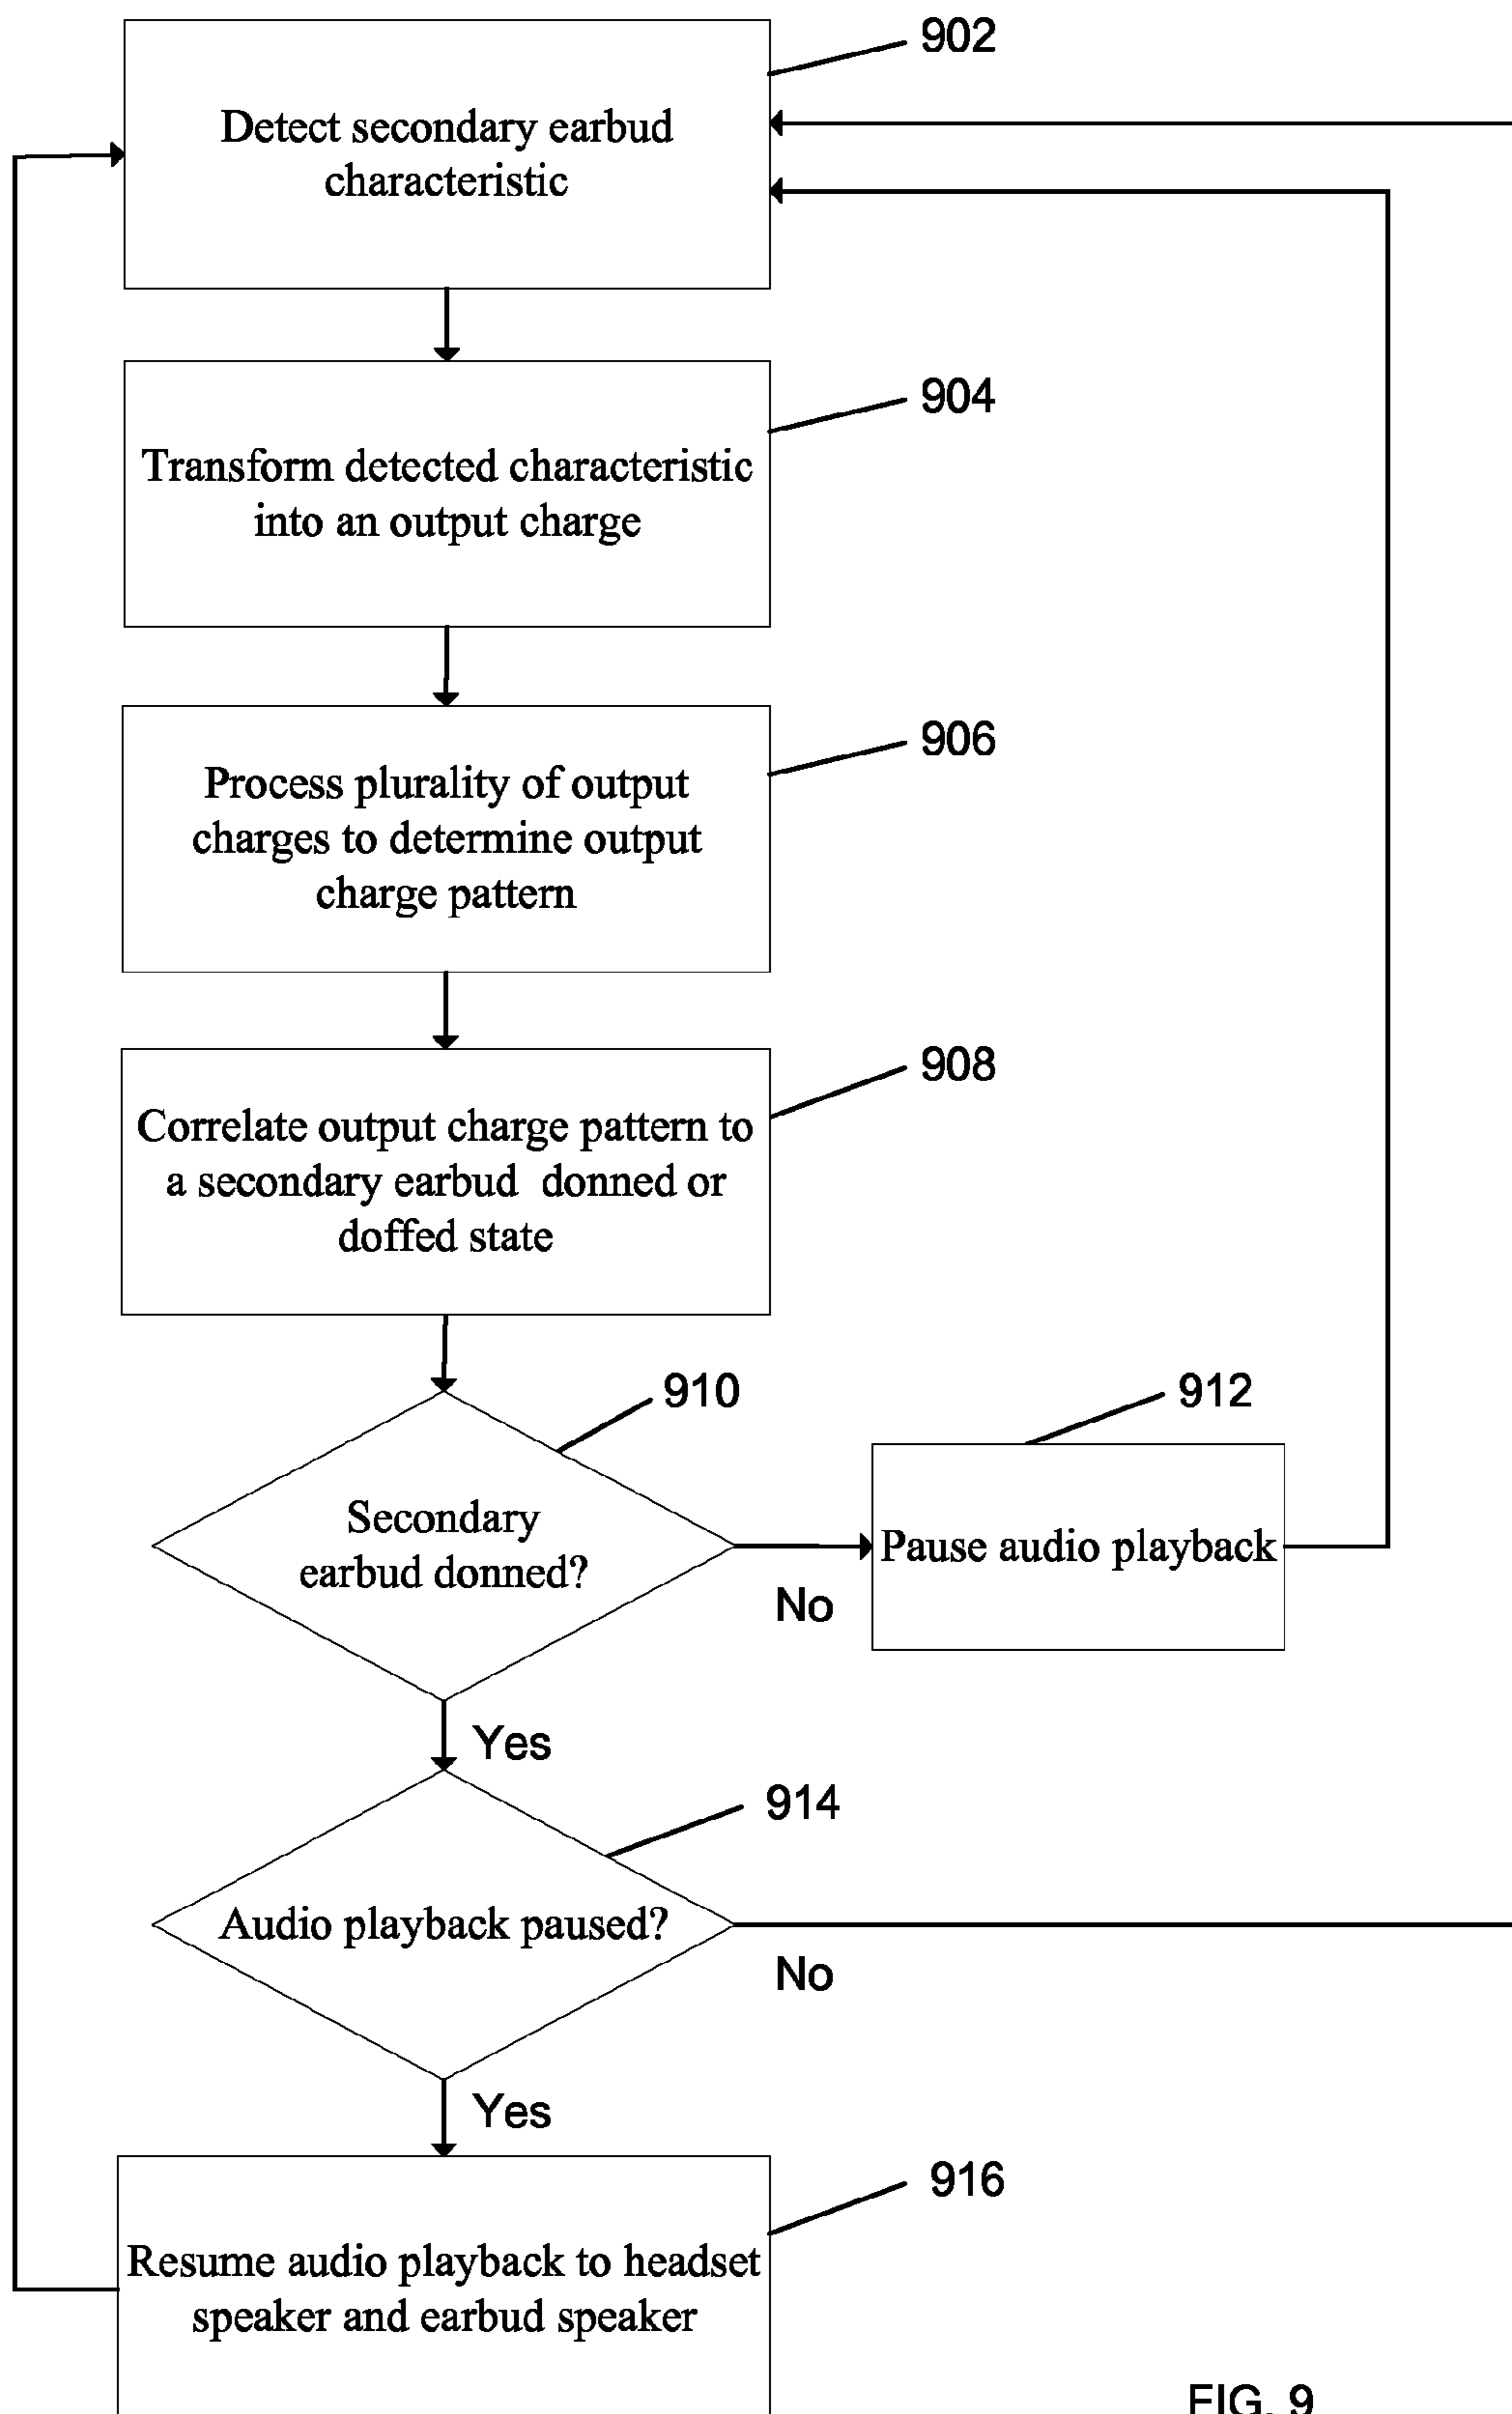 902
Detect secondary earbud
characteristic
904
Transform detected characteristic
into an output charge
906
Process plurality of output
charges to determine output
charge pattern
908
Correlate output charge pattern to
a secondary earbud donned or
doffed state
910
912
Secondary
earbud donned?
Pause audio playback
No
Yes
914
Audio playback paused?
No
Yes
916
Resume audio playback to headset
speaker and earbud speaker
FIG. 9